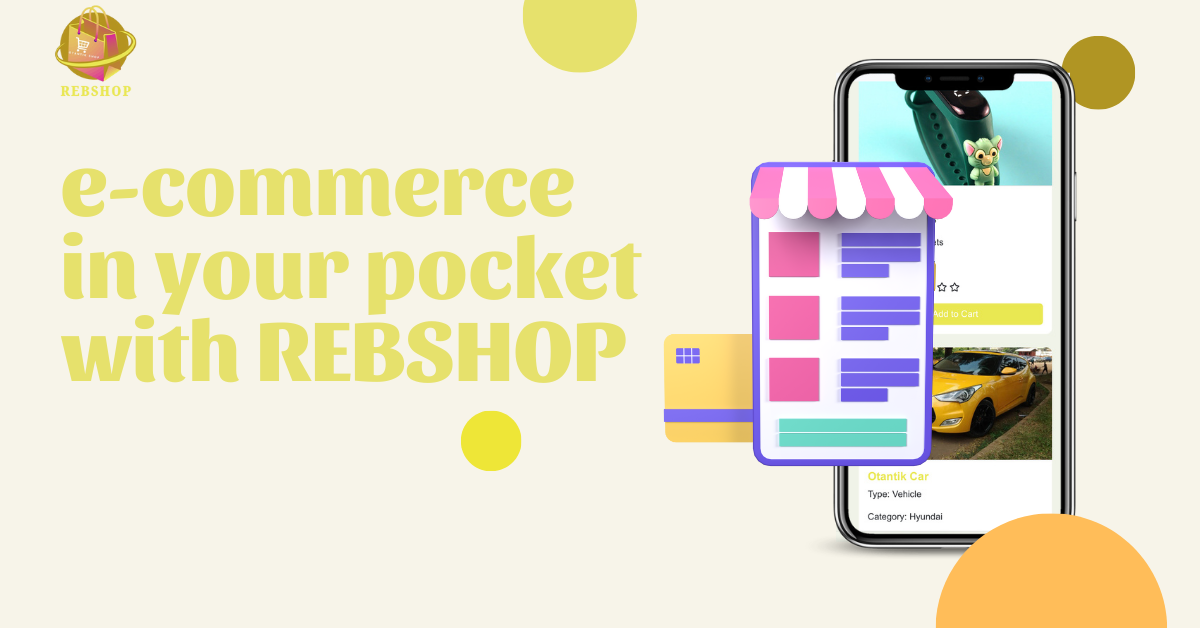 REBSHOP
e-commerce
in your pocket
with REBSHOP
Add to Cart
Otantik Car
Type: Vehicle
Category: Hyundai